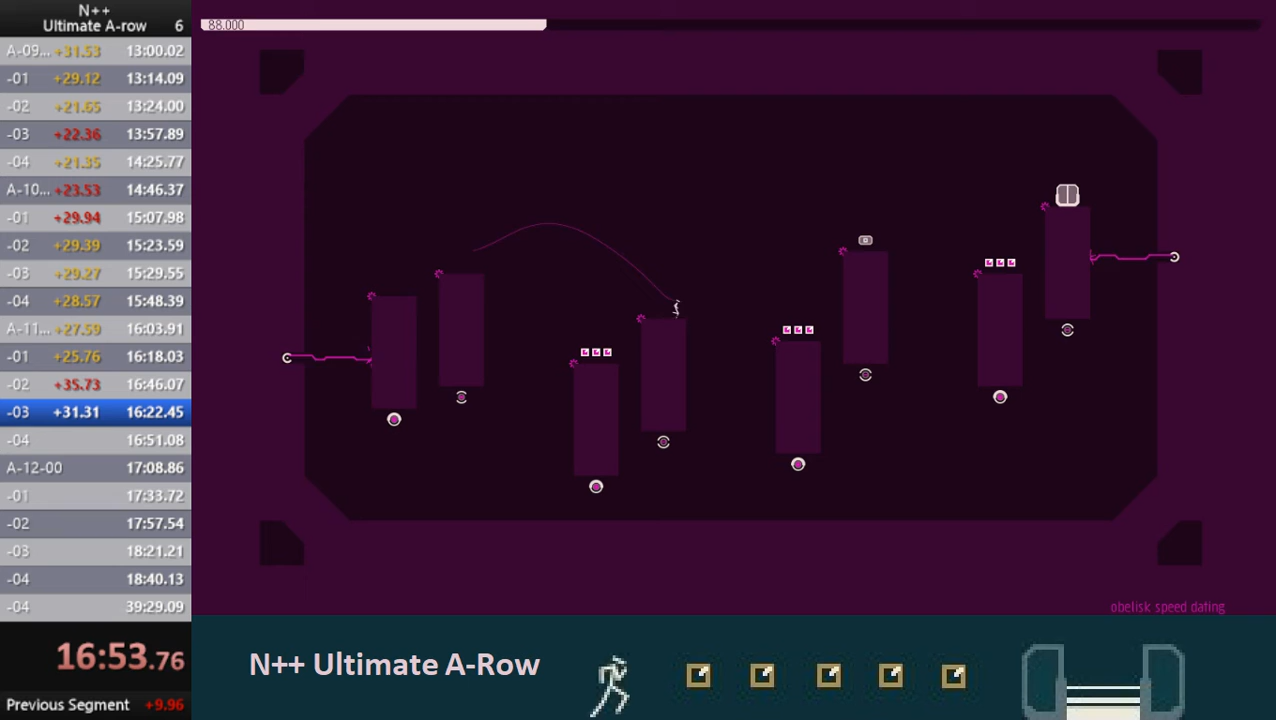 N++
Ultimate A-row 6
A-09... +31.53 13:00.02
-01 +29.12 13:14.09
-02 +21.65 13:24.00
-03 +22.36 13:57.89
-04 +21.35 14:25.77
A-10... +23.53 14:46.37
-01 +29.94 15:07.98
-02 +29.39 15:23.59
-03 +29.27 15:29.55
-04 +28.57 15:48.39
A-11... +27.59 16:03.91
-01 +25.76 16:18.03
-02 +35.73 16:46.07
-03 +31.31 16:22.45
-04 16:51.08
A-12-00 17:08.86
-01 17:33.72
-02 17:57.54
-03 18:21.21
-04 18:40.13
-04 39:29.09
16:53.76
Previous Segment +9.96
88.000
obelisk speed dating
N++ Ultimate A-Row